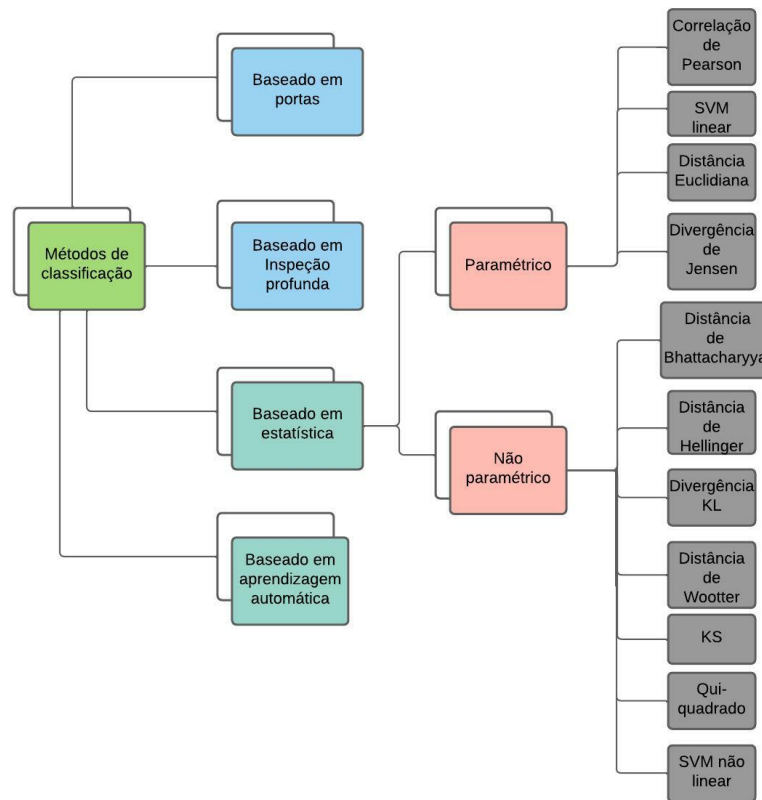 Métodos de
classificação
Baseado em
portas
Baseado em
Inspeção
profunda
Baseado em
estatística
Baseado em
aprendizagem
automática
Paramétrico
Não
paramétrico
Correlação
de
Pearson
SVM
linear
Distância
Euclidiana
Divergência
de
Jensen
Distância
de
Bhattacharyya
Distância
de
Hellinger
Divergência
KL
Distância
de
Wootter
KS
Qui-
quadrado
SVM não
linear